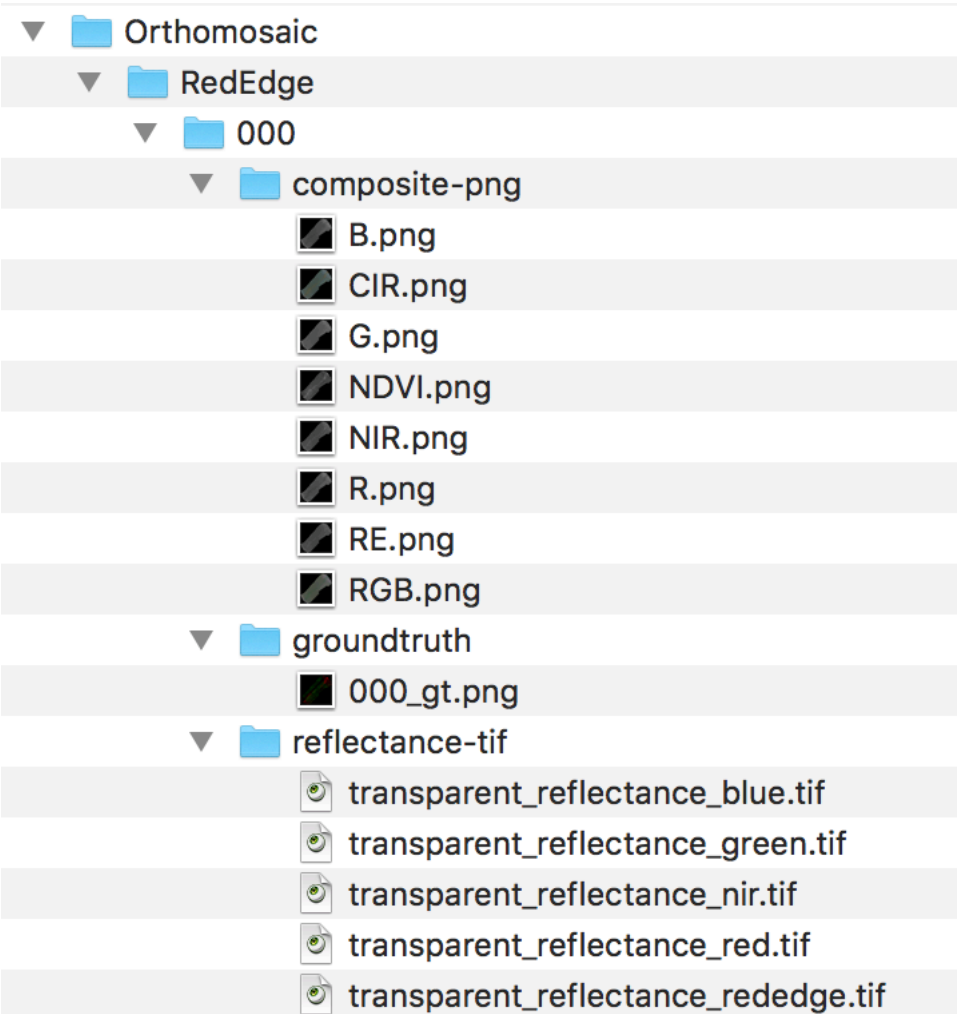 Orthomosaic
RedEdge
000
composite-png
B.png
CIR.png
G.png
NDVI.png
NIR.png
R.png
RE.png
RGB.png
groundtruth
000_gt.png
reflectance-tif
transparent_reflectance_blue.tif
transparent_reflectance_green.tif
transparent_reflectance_nir.tif
transparent_reflectance_red.tif
transparent_reflectance_rededge.tif